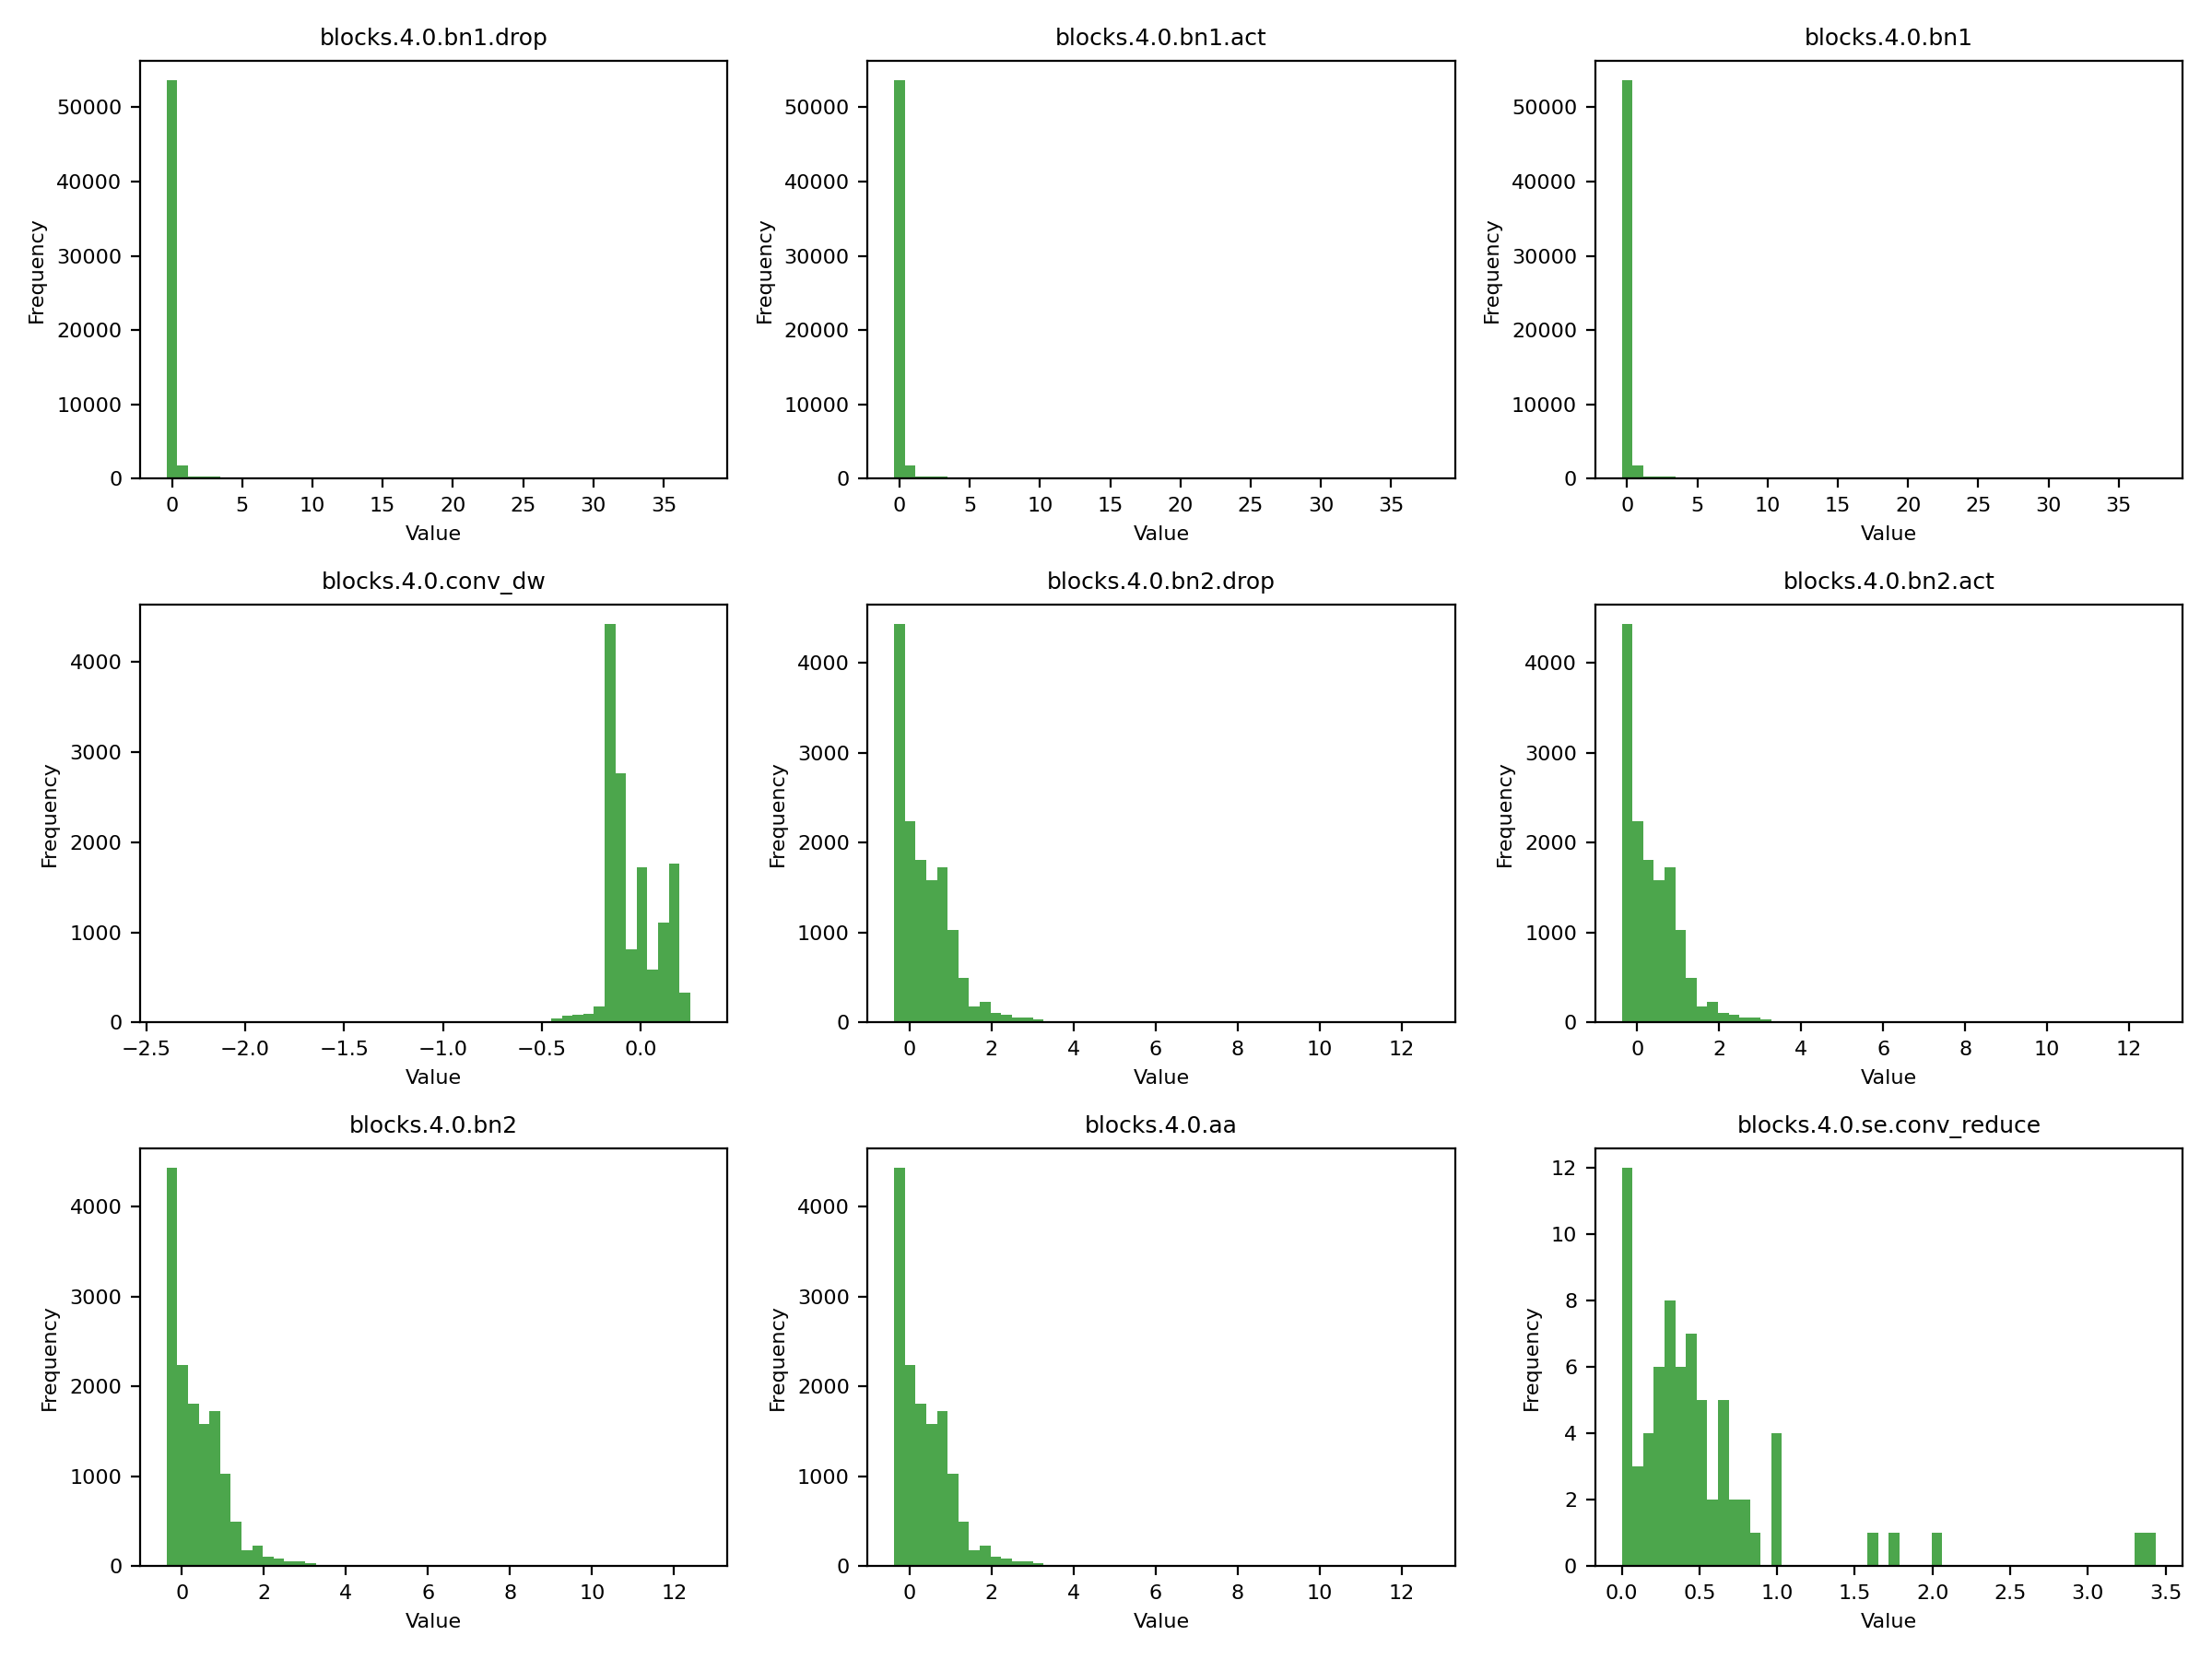 blocks.4.0.bn1.drop
Frequency
50000
40000
30000
20000
10000
0
0 5 10 15 20 25 30 35
Value
blocks.4.0.bn1.act
Frequency
50000
40000
30000
20000
10000
0
0 5 10 15 20 25 30 35
Value
blocks.4.0.bn1
Frequency
50000
40000
30000
20000
10000
0
0 5 10 15 20 25 30 35
Value
blocks.4.0.conv_dw
Frequency
4000
3000
2000
1000
0
−2.5 −2.0 −1.5 −1.0 −0.5 0.0
Value
blocks.4.0.bn2.drop
Frequency
4000
3000
2000
1000
0
0 2 4 6 8 10 12
Value
blocks.4.0.bn2.act
Frequency
4000
3000
2000
1000
0
0 2 4 6 8 10 12
Value
blocks.4.0.bn2
Frequency
4000
3000
2000
1000
0
0 2 4 6 8 10 12
Value
blocks.4.0.aa
Frequency
4000
3000
2000
1000
0
0 2 4 6 8 10 12
Value
blocks.4.0.se.conv_reduce
Frequency
12
10
8
6
4
2
0
0.0 0.5 1.0 1.5 2.0 2.5 3.0 3.5
Value